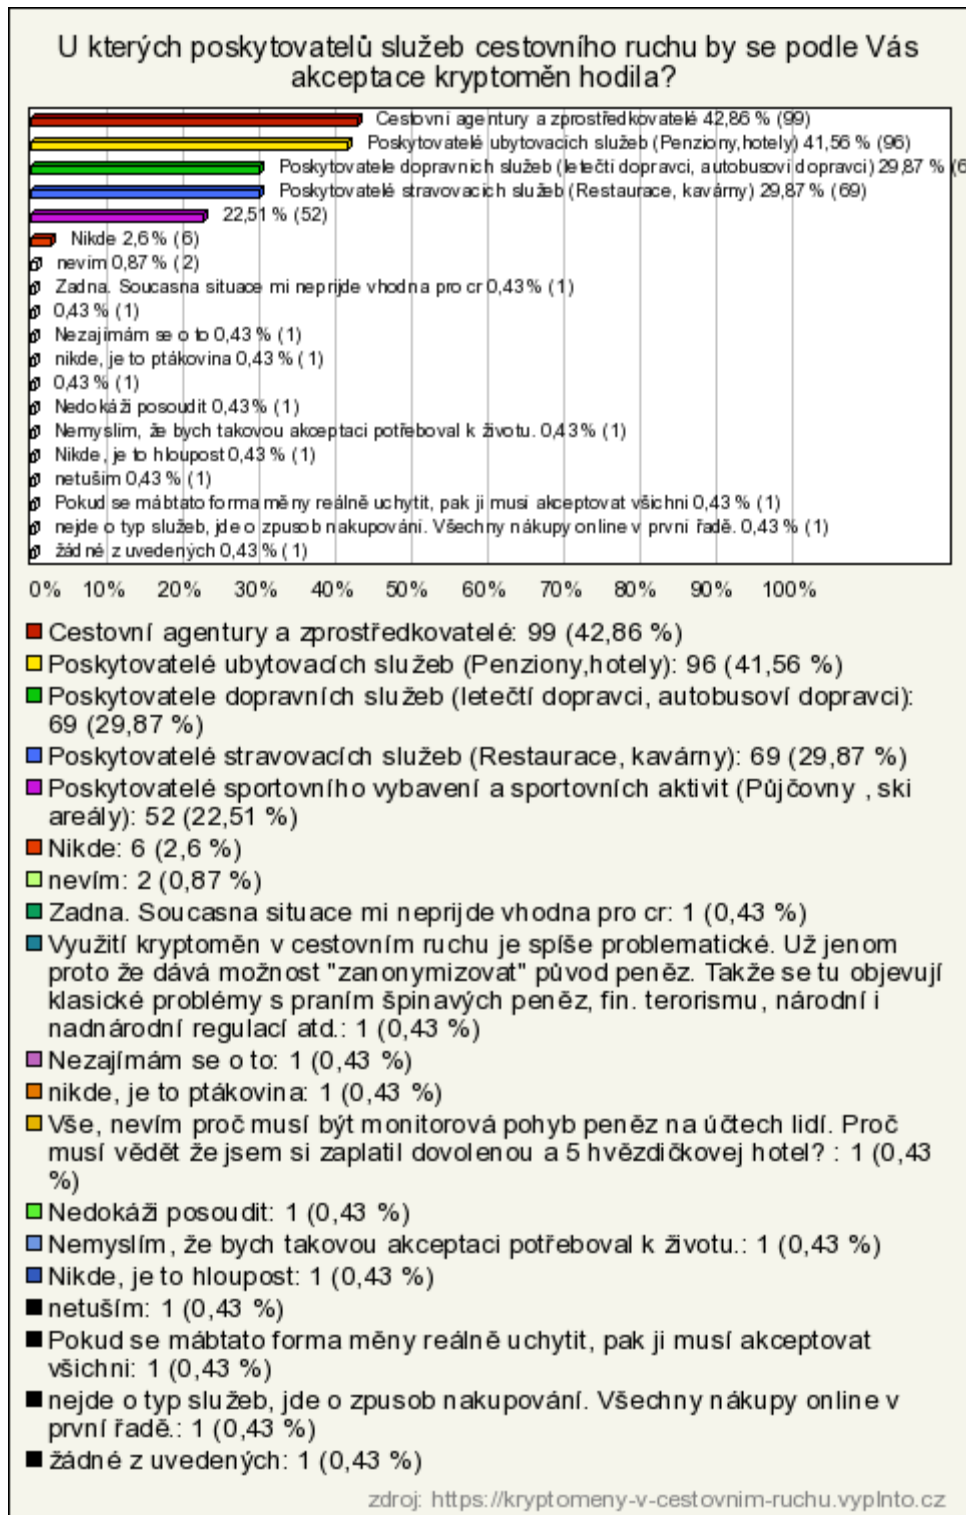 U kterých poskytovatelů služeb cestovního ruchu by se podle Vás
akceptace kryptoměn hodila?
Cestovní agentury a zprostředkovatelé 42,86 % (99)
Poskytovatelé ubytovacích služeb (Penziony,hotely) 41,56 % (96)
Poskytovatele dopravních služeb (letečtí dopravci, autobusoví dopravci) 29,87 % (6
Poskytovatelé stravovacích služeb (Restaurace, kavárny) 29,87 % (69)
22,51 % (52)
Nikde 2,6 % (6)
nevím 0,87 % (2)
Zadna. Soucasna situace mi neprijde vhodna pro cr 0,43 % (1)
0,43 % (1)
Nezajímám se o to 0,43 % (1)
nikde, je to ptákovina 0,43 % (1)
0,43 % (1)
Nedokáži posoudit 0,43 % (1)
Nemyslím, že bych takovou akceptaci potřeboval k životu. 0,43 % (1)
Nikde, je to hloupost 0,43 % (1)
netuším 0,43 % (1)
Pokud se mábtato forma měny reálně uchytit, pak ji musí akceptovat všichni 0,43 % (1)
nejde o typ služeb, jde o zpusob nakupování. Všechny nákupy online v první řadě. 0,43 % (1)
žádné z uvedených 0,43 % (1)
0% 10% 20% 30% 40% 50% 60% 70% 80% 90% 100%
Cestovní agentury a zprostředkovatelé: 99 (42,86 %)
Poskytovatelé ubytovacích služeb (Penziony,hotely): 96 (41,56 %)
Poskytovatele dopravních služeb (letečtí dopravci, autobusoví dopravci):
69 (29,87 %)
Poskytovatelé stravovacích služeb (Restaurace, kavárny): 69 (29,87 %)
Poskytovatelé sportovního vybavení a sportovních aktivit (Půjčovny , ski
areály): 52 (22,51 %)
Nikde: 6 (2,6 %)
nevím: 2 (0,87 %)
Zadna. Soucasna situace mi neprijde vhodna pro cr: 1 (0,43 %)
Využití kryptoměn v cestovním ruchu je spíše problematické. Už jenom
proto že dává možnost "zanonymizovat" původ peněz. Takže se tu objevují
klasické problémy s praním špinavých peněz, fin. terorismu, národní i
nadnárodní regulací atd.: 1 (0,43 %)
Nezajímám se o to: 1 (0,43 %)
nikde, je to ptákovina: 1 (0,43 %)
Vše, nevím proč musí být monitorová pohyb peněz na účtech lidí. Proč
musí vědět že jsem si zaplatil dovolenou a 5 hvězdičkovej hotel? : 1 (0,43
%)
Nedokáži posoudit: 1 (0,43 %)
Nemyslím, že bych takovou akceptaci potřeboval k životu.: 1 (0,43 %)
Nikde, je to hloupost: 1 (0,43 %)
netuším: 1 (0,43 %)
Pokud se mábtato forma měny reálně uchytit, pak ji musí akceptovat
všichni: 1 (0,43 %)
nejde o typ služeb, jde o zpusob nakupování. Všechny nákupy online v
první řadě.: 1 (0,43 %)
žádné z uvedených: 1 (0,43 %)
zdroj: https://kryptomeny-v-cestovnim-ruchu.vyplnto.cz